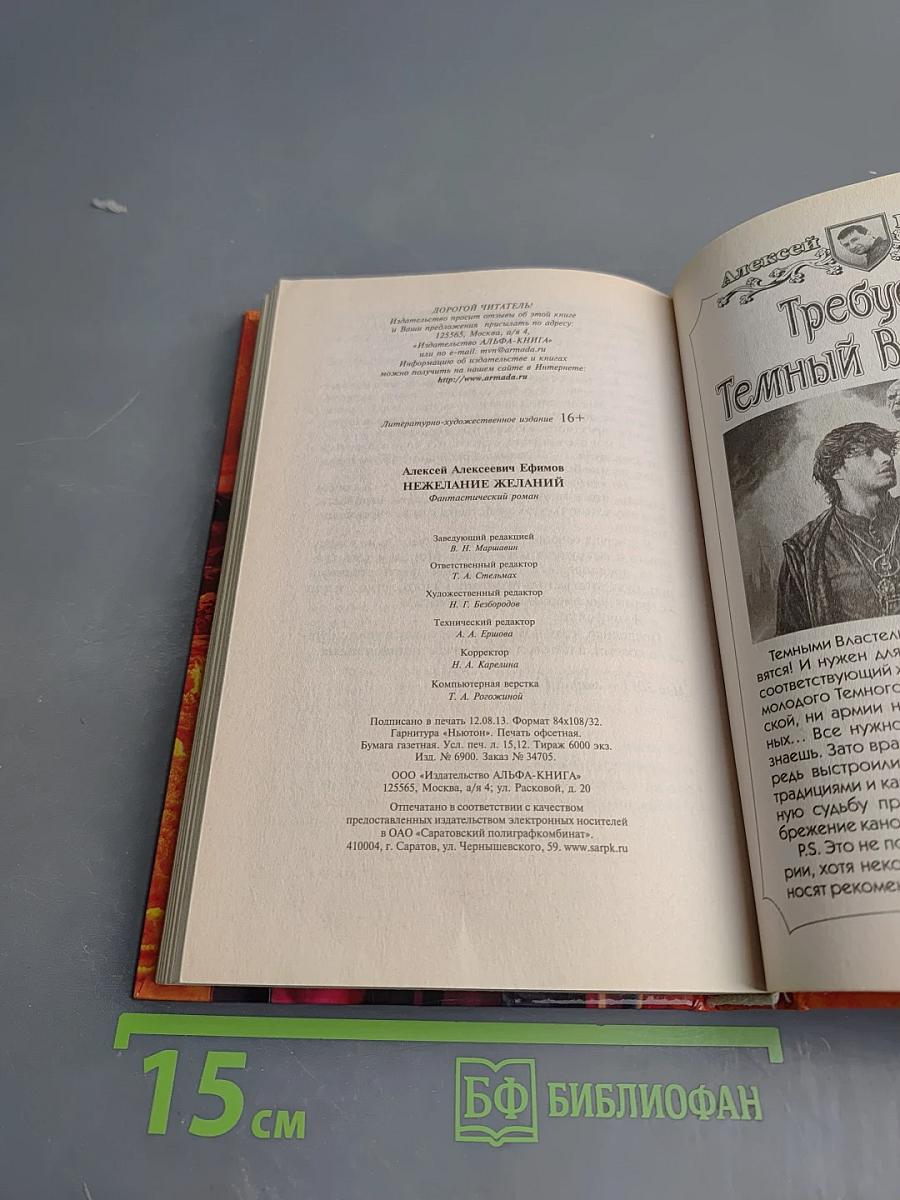 ДОРОГОЙ ЧИТАТЕЛЬ!
Издательство просит отзывы об этой книге
и Ваши предложения присылать по адресу:
125565, Москва, а/я 4,
«Издательство АЛЬФА-КНИГА»
или по e-mail: mvn@armada.ru
Информацию об издательстве и книгах
можно получить на нашем сайте в Интернете:
http://www.armada.ru
Литературно-художественное издание 16+
Алексей Алексеевич Ефимов
НЕЖЕЛАНИЕ ЖЕЛАНИЙ
Фантастический роман
Заведующий редакцией
В. Н. Маршавин
Ответственный редактор
Т. А. Стельмах
Художественный редактор
Н. Г. Безбородов
Технический редактор
А. А. Ершова
Корректор
Н. А. Карелина
Компьютерная верстка
Т. А. Рогожиной
Подписано в печать 12.08.13. Формат 84x108/32.
Гарнитура «Ньютон». Печать офсетная.
Бумага газетная. Усл. печ. л. 15,12. Тираж 6000 экз.
Изд. № 6900. Заказ № 34705.
ООО «Издательство АЛЬФА-КНИГА»
125565, Москва, а/я 4; ул. Расковой, д. 20
Отпечатано в соответствии с качеством
предоставленных издательством электронных носителей
в ОАО «Саратовский полиграфкомбинат».
410004, г. Саратов, ул. Чернышевского, 59. www.sarpk.ru
Алексей
Требу
Темный В
Темными Властел
вятся! И нужен для
соответствующий
молодого Темного
ской, ни армии н
ных... Все нужно
знаешь. Зато вра
редь выстроили
традициями и ка
ную судьбу пр
брежение кано
P.S. Это не по
рии, хотя неко
носят рекомен
15 см
БФ БИБЛИОФАН